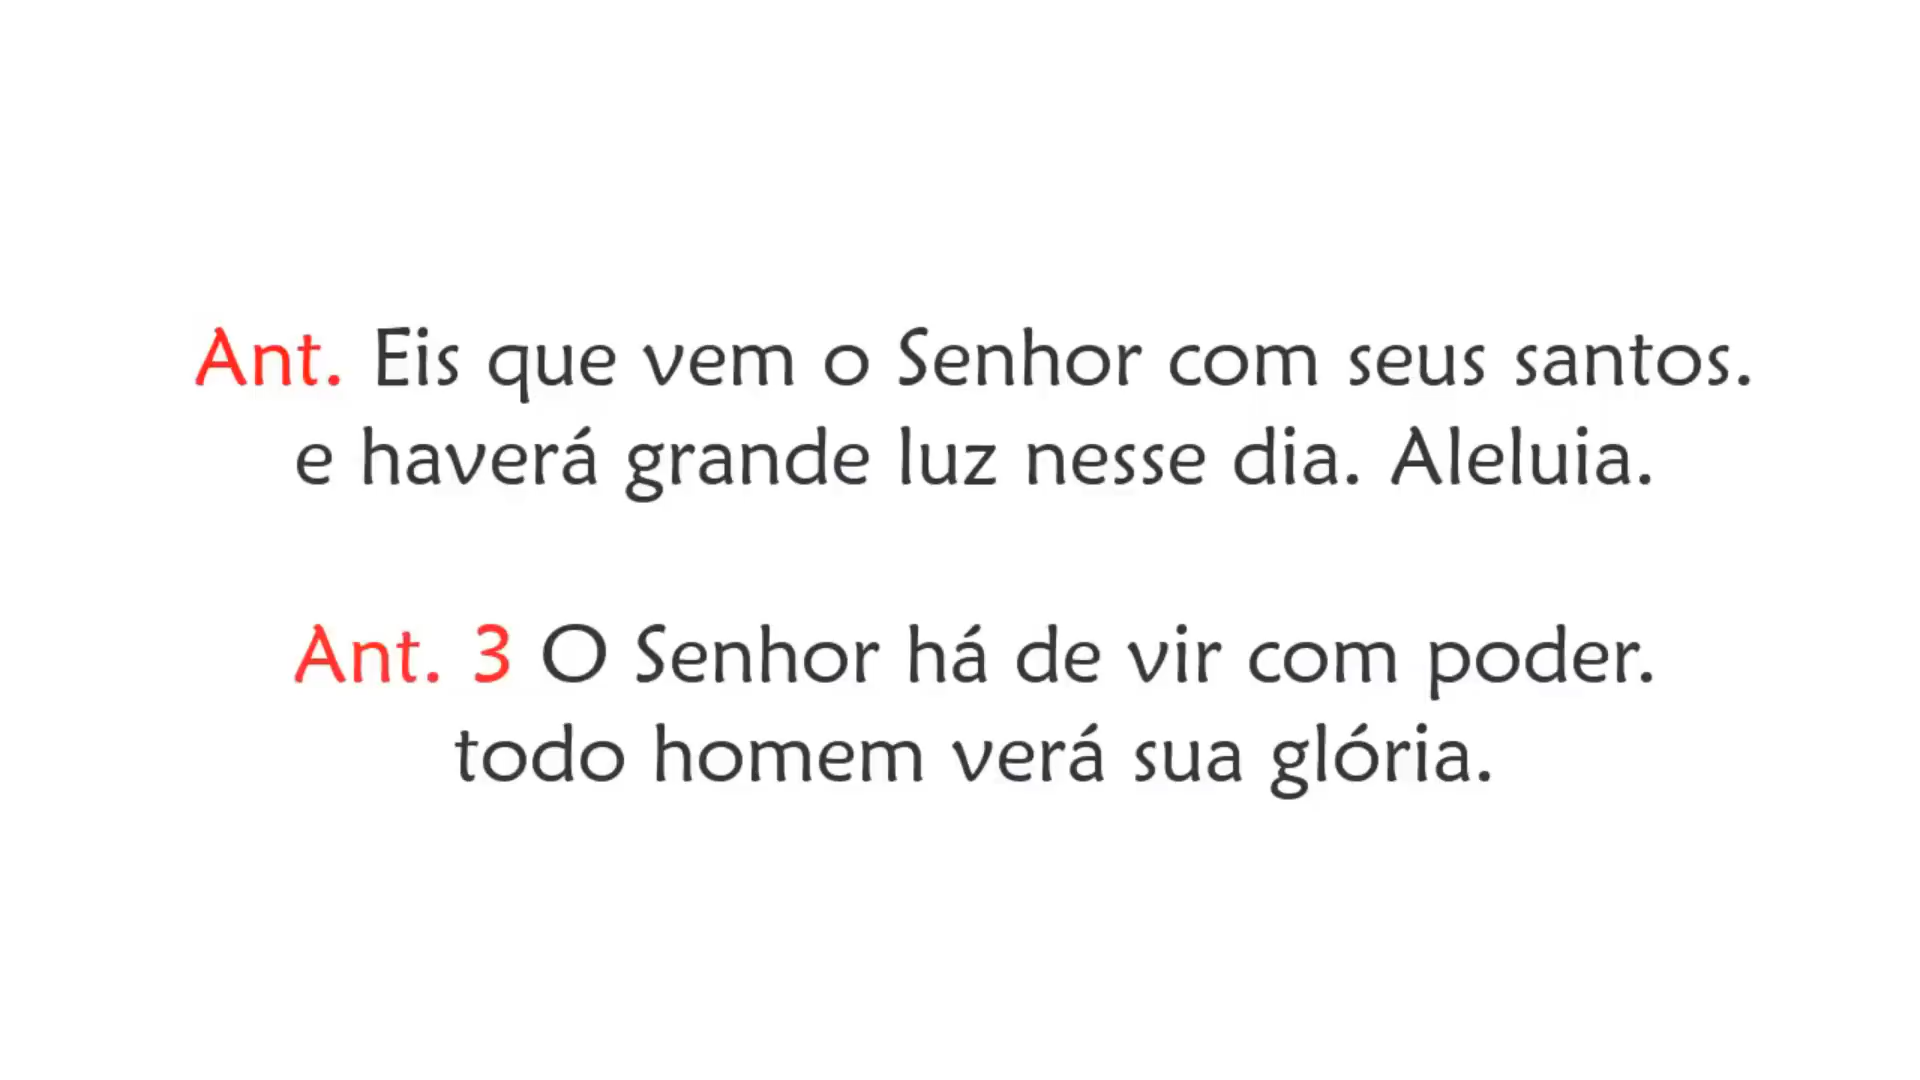 Ant. Eis que vem o Senhor com seus santos.
e haverá grande luz nesse dia. Aleluia.
Ant. 3 O Senhor há de vir com poder.
todo homem verá sua glória.